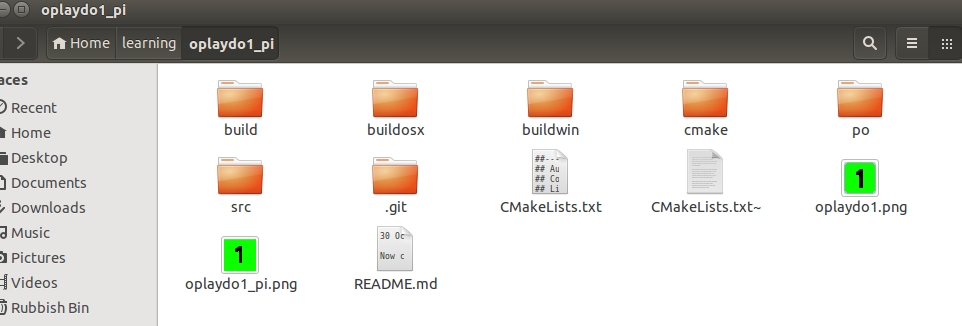 oplaydo1_pi
Home learning oplaydo1_pi
aces
Recent
Home
Desktop
Documents
Downloads
Music
Pictures
Videos
Rubbish Bin
build buildosx buildwin cmake po
##---
## Au
## Co
## Li
1
src .git CMakeLists.txt CMakeLists.txt~ oplaydo1.png
1
30 Oc
Now c
oplaydo1_pi.png README.md